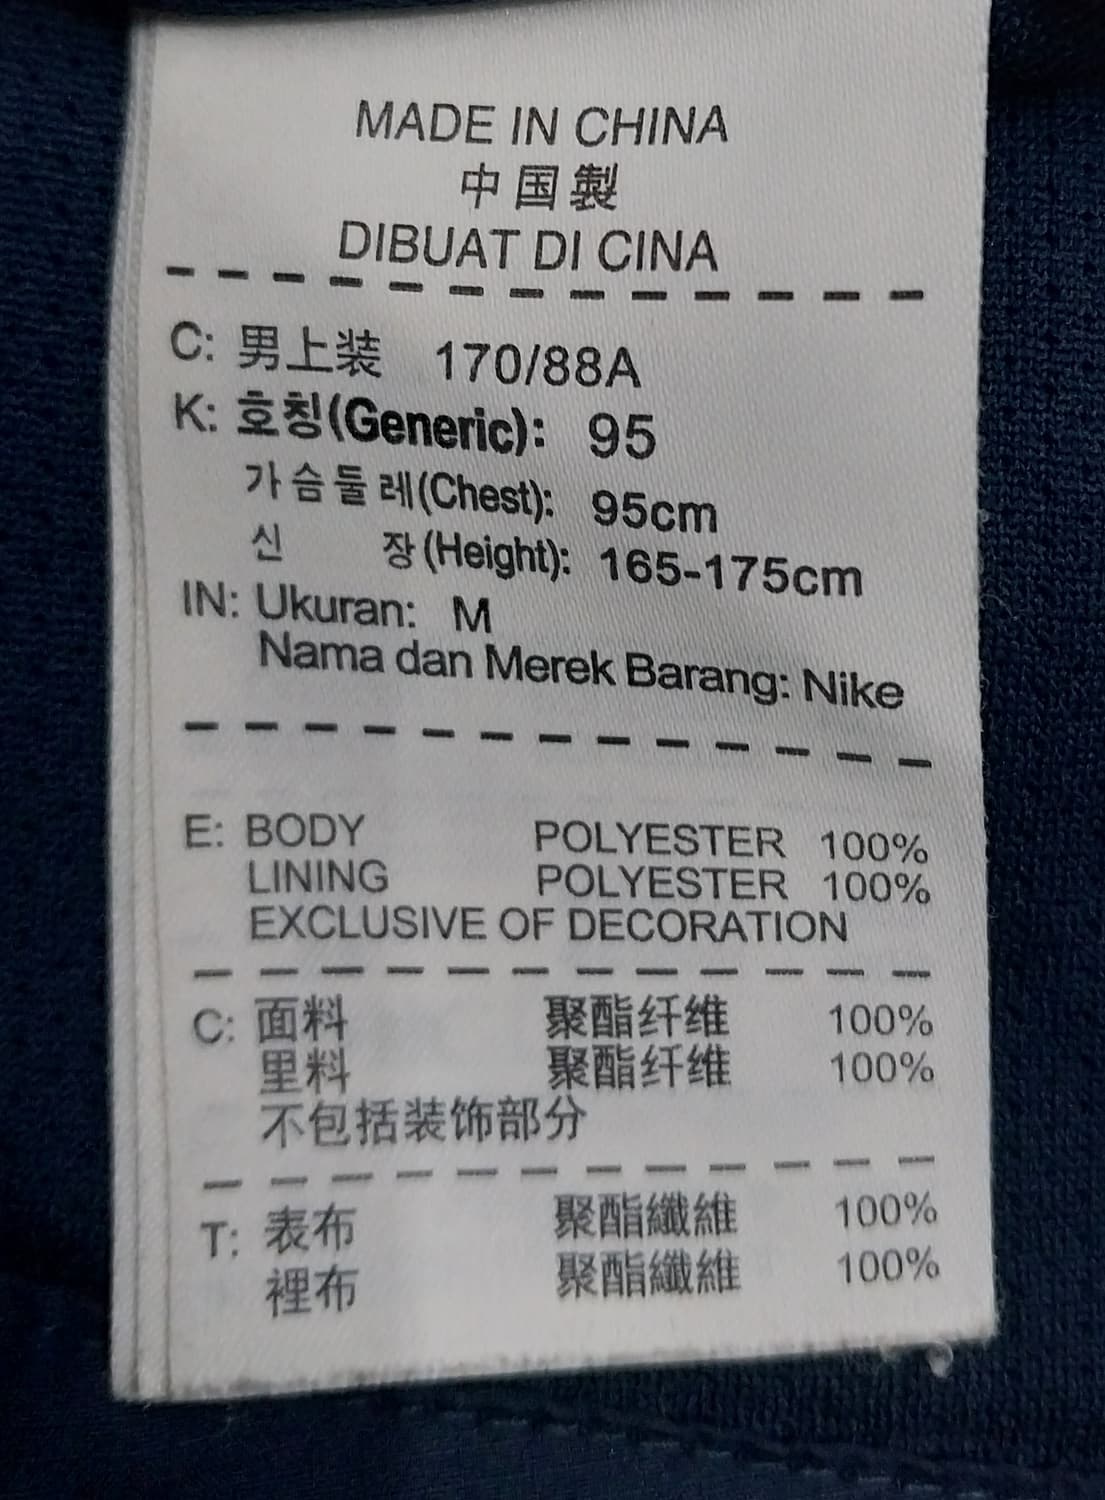 MADE IN CHINA
中国製
DIBUAT DI CINA
C: 男上装 170/88A
K: 호칭(Generic): 95
가슴둘레(Chest): 95cm
신 장(Height): 165-175cm
IN: Ukuran: M
Nama dan Merek Barang: Nike
E: BODY POLYESTER 100%
LINING POLYESTER 100%
EXCLUSIVE OF DECORATION
C: 面料 聚酯纤维 100%
里料 聚酯纤维 100%
不包括装饰部分
T: 表布 聚酯纖維 100%
裡布 聚酯纖維 100%